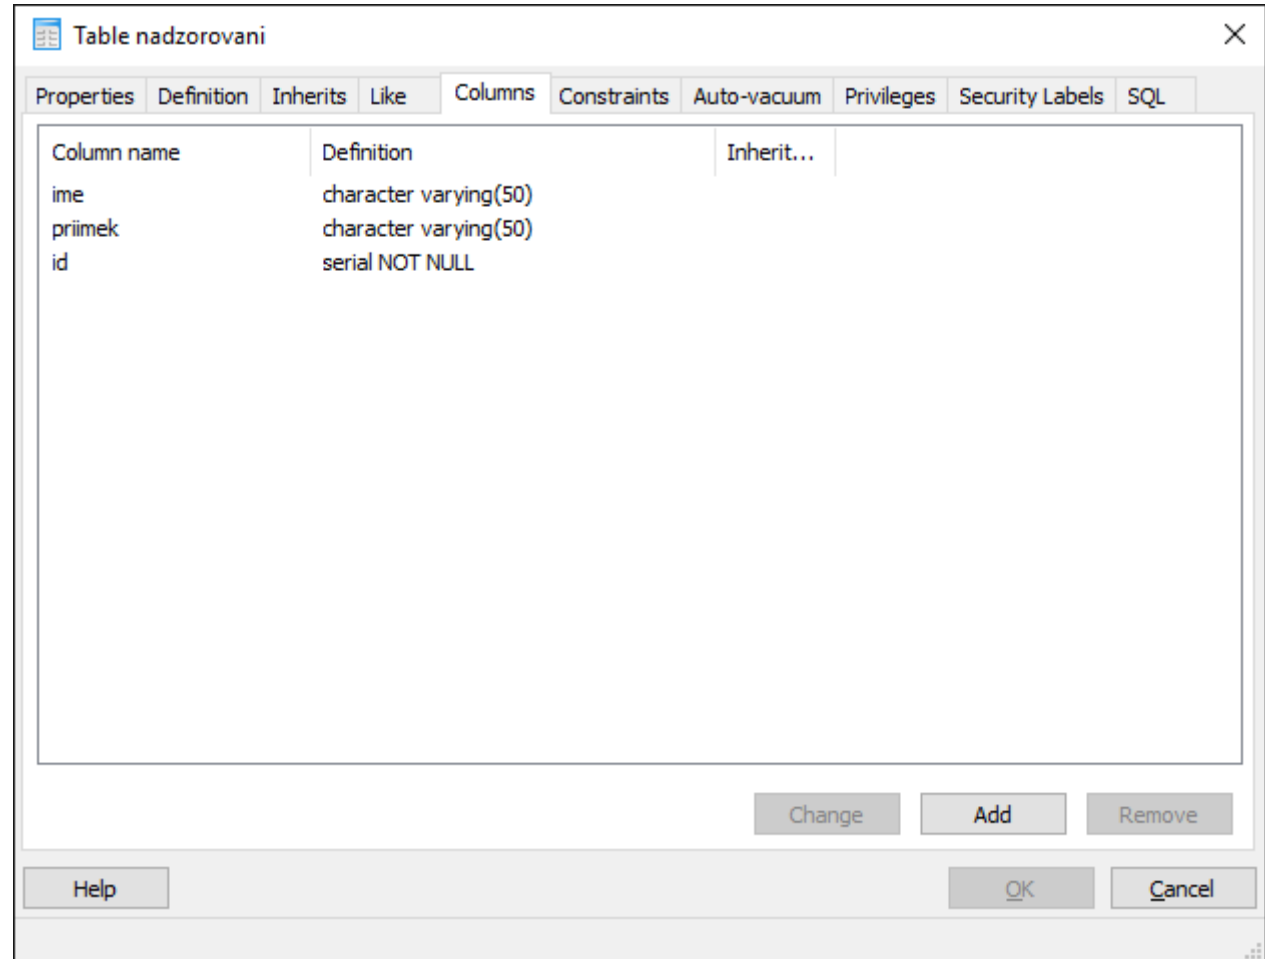 Table nadzorovani
Properties Definition Inherits Like Columns Constraints Auto-vacuum Privileges Security Labels SQL
Column name Definition Inherit...
ime character varying(50)
priimek character varying(50)
id serial NOT NULL
Change Add Remove
Help OK Cancel